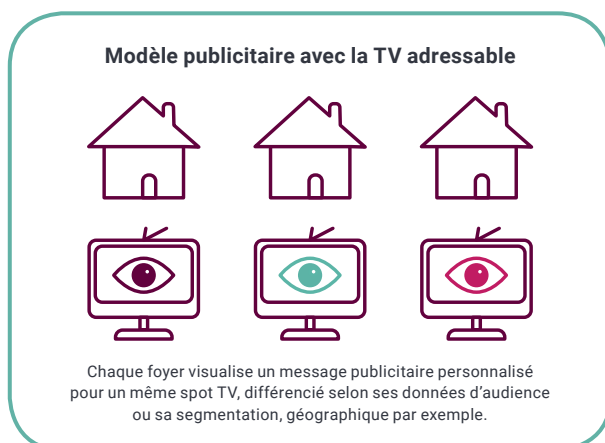 Modèle publicitaire avec la TV adressable
Chaque foyer visualise un message publicitaire personnalisé
pour un même spot TV, différencié selon ses données d’audience
ou sa segmentation, géographique par exemple.